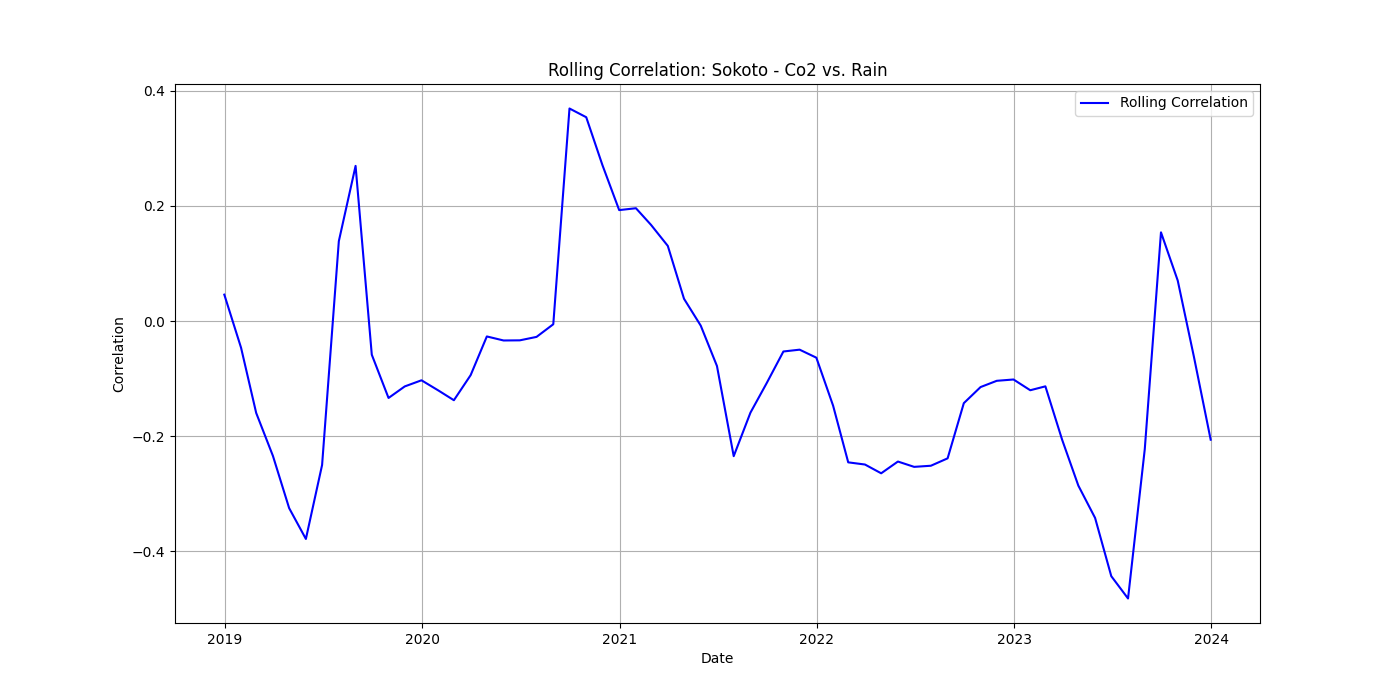 Rolling Correlation: Sokoto - Co2 vs. Rain
Rolling Correlation
0.4
0.2
0.0
−0.2
−0.4
Correlation
2019 2020 2021 2022 2023 2024
Date